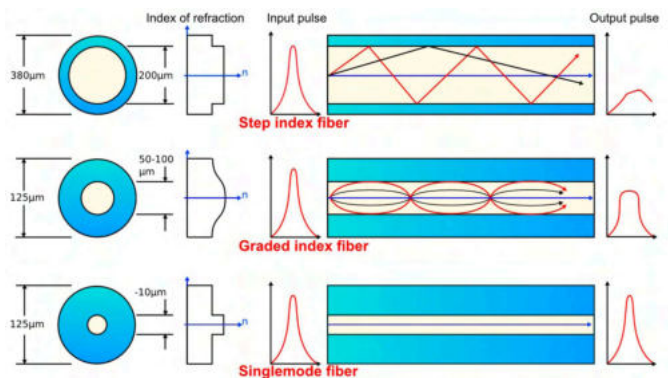 Index of refraction
Input pulse
Output pulse
380µm
200µm
n
Step index fiber
50-100
µm
125µm
n
Graded index fiber
-10µm
125µm
n
Singlemode fiber